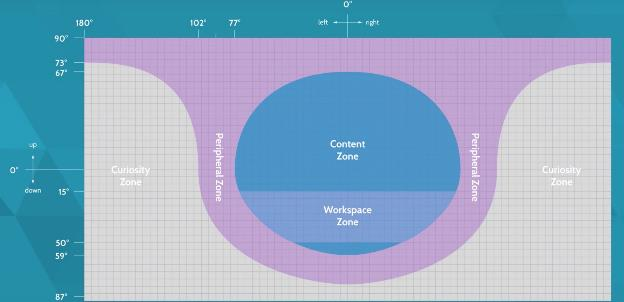 0°
180°
102°
77°
left
right
90°
73°
67°
up
0°
down
15°
50°
59°
87°
Content
Zone
Workspace
Zone
Peripheral Zone
Peripheral Zone
Curiosity
Zone
Curiosity
Zone